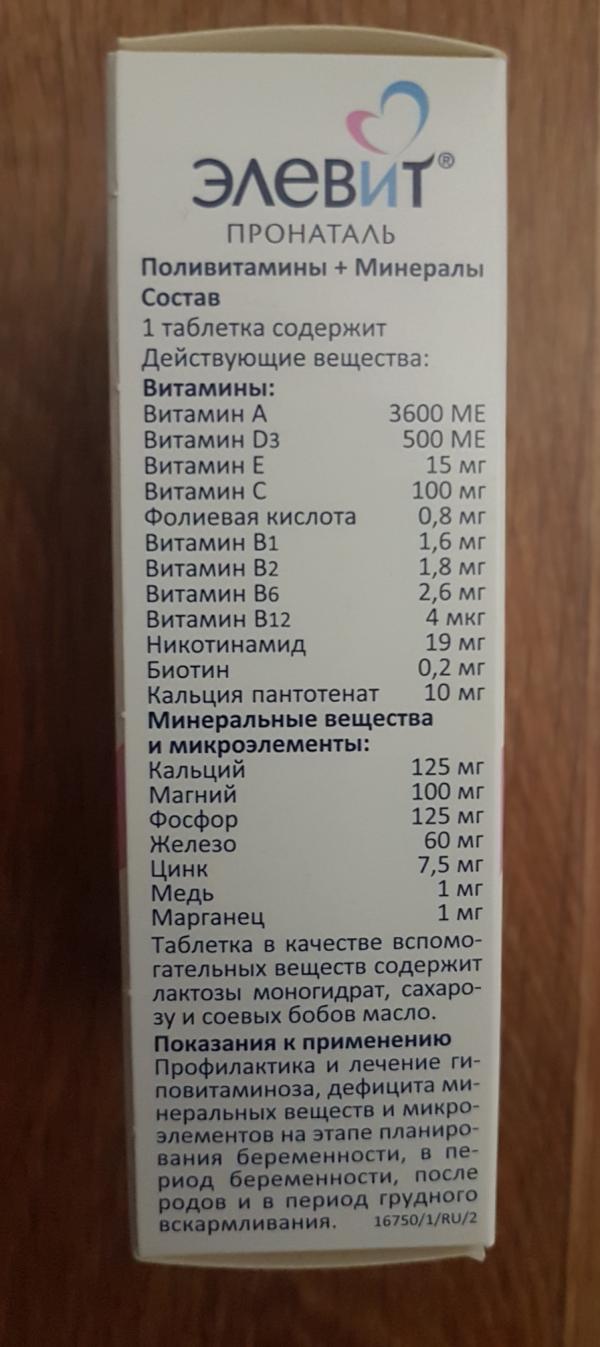 элевит®
ПРОНАТАЛЬ
Поливитамины + Минералы
Состав
1 таблетка содержит
Действующие вещества:
Витамины:
Витамин A 3600 МЕ
Витамин D3 500 МЕ
Витамин E 15 мг
Витамин C 100 мг
Фолиевая кислота 0,8 мг
Витамин B1 1,6 мг
Витамин B2 1,8 мг
Витамин B6 2,6 мг
Витамин B12 4 мкг
Никотинамид 19 мг
Биотин 0,2 мг
Кальция пантотенат 10 мг
Минеральные вещества
и микроэлементы:
Кальций 125 мг
Магний 100 мг
Фосфор 125 мг
Железо 60 мг
Цинк 7,5 мг
Медь 1 мг
Марганец 1 мг
Таблетка в качестве вспомо-
гательных веществ содержит
лактозы моногидрат, сахаро-
зу и соевых бобов масло.
Показания к применению
Профилактика и лечение ги-
повитаминоза, дефицита ми-
неральных веществ и микро-
элементов на этапе планиро-
вания беременности, в пе-
риод беременности, после
родов и в период грудного
вскармливания. 16750/1/RU/2